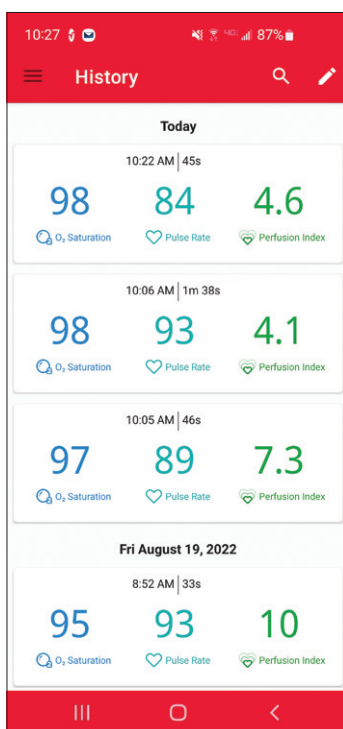 10:27 87%
History
Today
10:22 AM | 45s
98 84 4.6
O₂ Saturation Pulse Rate Perfusion Index
10:06 AM | 1m 38s
98 93 4.1
O₂ Saturation Pulse Rate Perfusion Index
10:05 AM | 46s
97 89 7.3
O₂ Saturation Pulse Rate Perfusion Index
Fri August 19, 2022
8:52 AM | 33s
95 93 10
O₂ Saturation Pulse Rate Perfusion Index